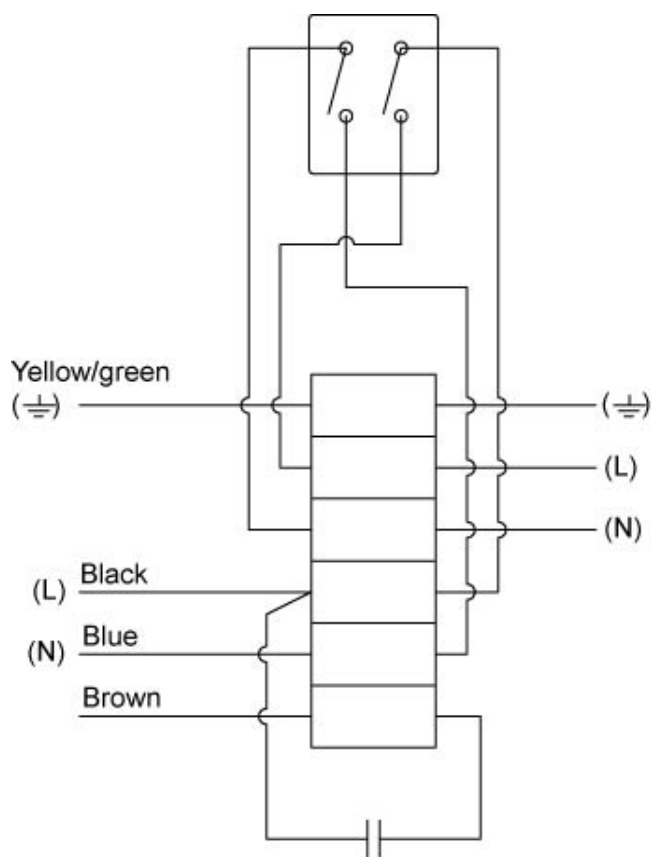 Yellow/green
(⏚) (⏚)
(L)
(N)
(L) Black
(N) Blue
Brown